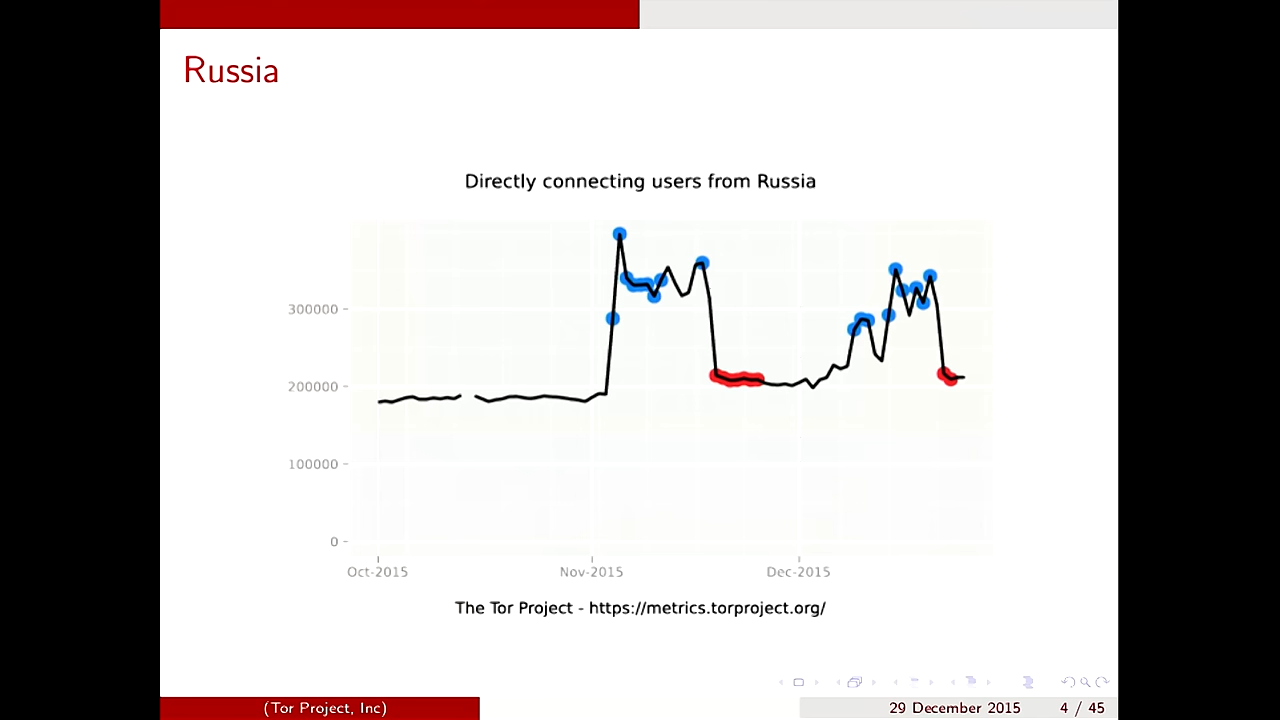 Russia
Directly connecting users from Russia
300000
200000
100000
0
Oct-2015 Nov-2015 Dec-2015
The Tor Project - https://metrics.torproject.org/
(Tor Project, Inc) 29 December 2015 4 / 45